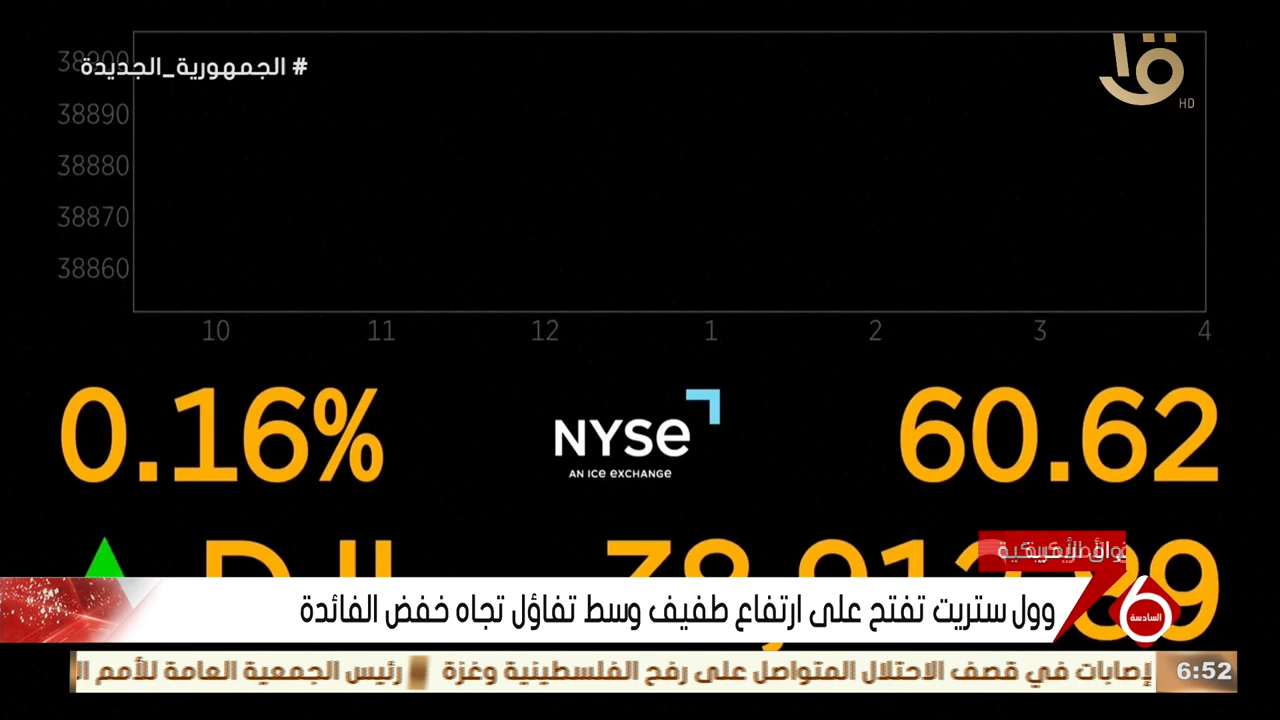 # الجمهورية_الجديدة
HD
38900
38890
38880
38870
38860
10 11 12 1 2 3 4
0.16%
NYSE
AN ICE EXCHANGE
60.62
وول ستريت تفتح على ارتفاع طفيف وسط تفاؤل تجاه خفض الفائدة
السادسة
6:52
إصابات في قصف الاحتلال المتواصل على رفح الفلسطينية وغزة
رئيس الجمعية العامة للأمم